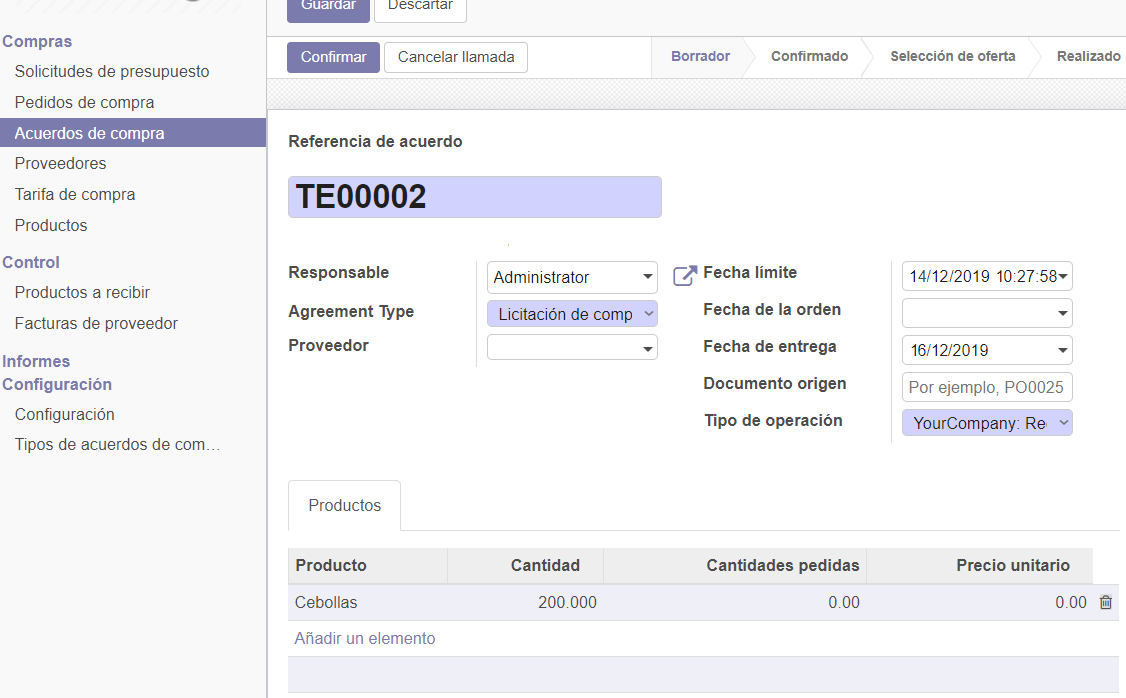 Guardar Descartar
Compras
Solicitudes de presupuesto
Pedidos de compra
Acuerdos de compra
Proveedores
Tarifa de compra
Productos
Control
Productos a recibir
Facturas de proveedor
Informes
Configuración
Configuración
Tipos de acuerdos de com…
Confirmar Cancelar llamada Borrador Confirmado Selección de oferta Realizado
Referencia de acuerdo
TE00002
Responsable Administrator
Agreement Type Licitación de comp
Proveedor
Fecha límite 14/12/2019 10:27:58
Fecha de la orden
Fecha de entrega 16/12/2019
Documento origen Por ejemplo, PO0025
Tipo de operación YourCompany: Re
Productos
Producto Cantidad Cantidades pedidas Precio unitario
Cebollas 200.000 0.00 0.00
Añadir un elemento